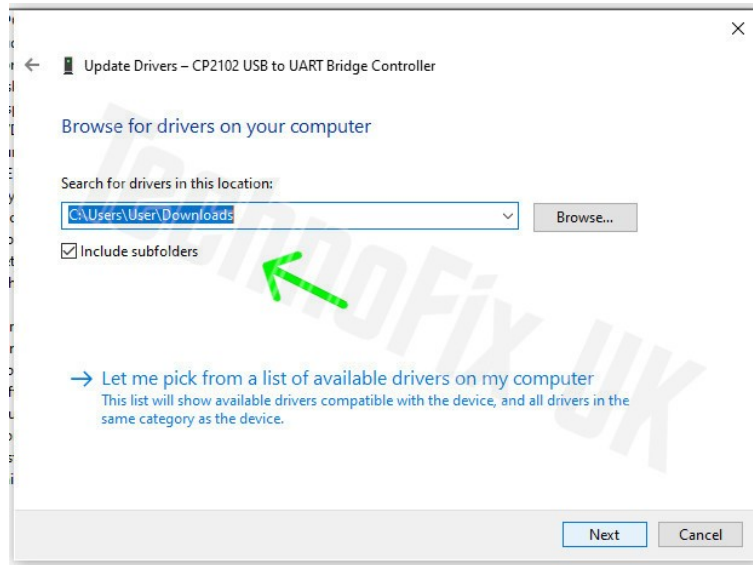 Update Drivers – CP2102 USB to UART Bridge Controller
Browse for drivers on your computer
Search for drivers in this location:
C:\Users\User\Downloads
Browse...
Include subfolders
TechnoFix UK
→ Let me pick from a list of available drivers on my computer
This list will show available drivers compatible with the device, and all drivers in the
same category as the device.
Next
Cancel